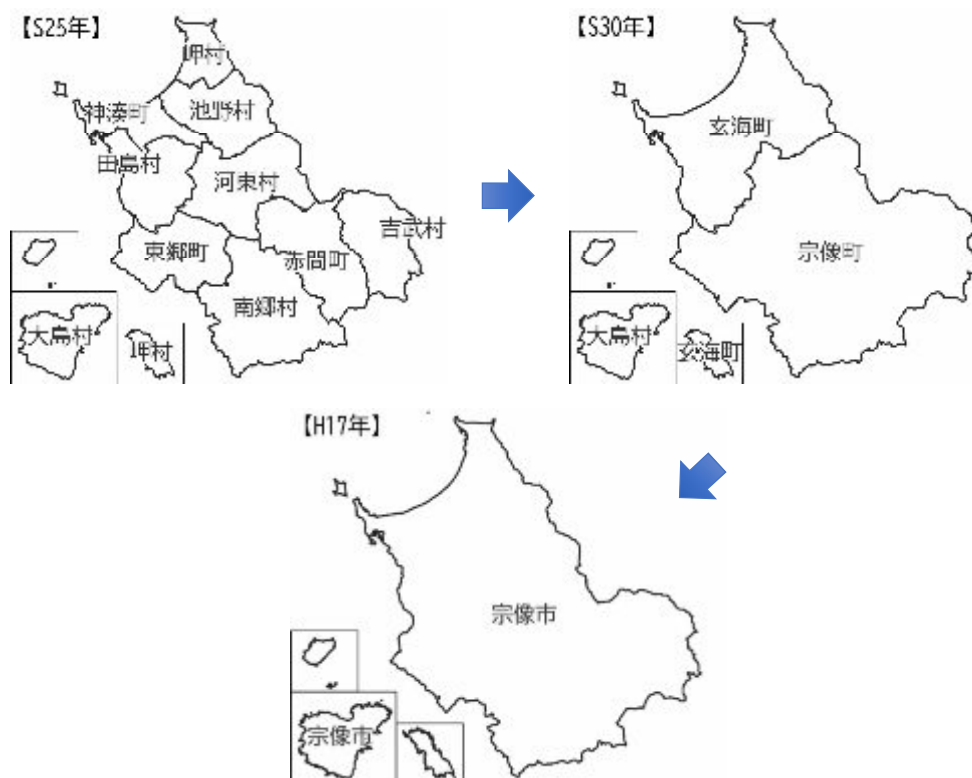 【S25年】
岬村
神湊町
池野村
田島村
河東村
吉武村
東郷町
赤間町
南郷村
大島村
岬村
【S30年】
玄海町
宗像町
大島村
玄海町
【H17年】
宗像市
宗像市